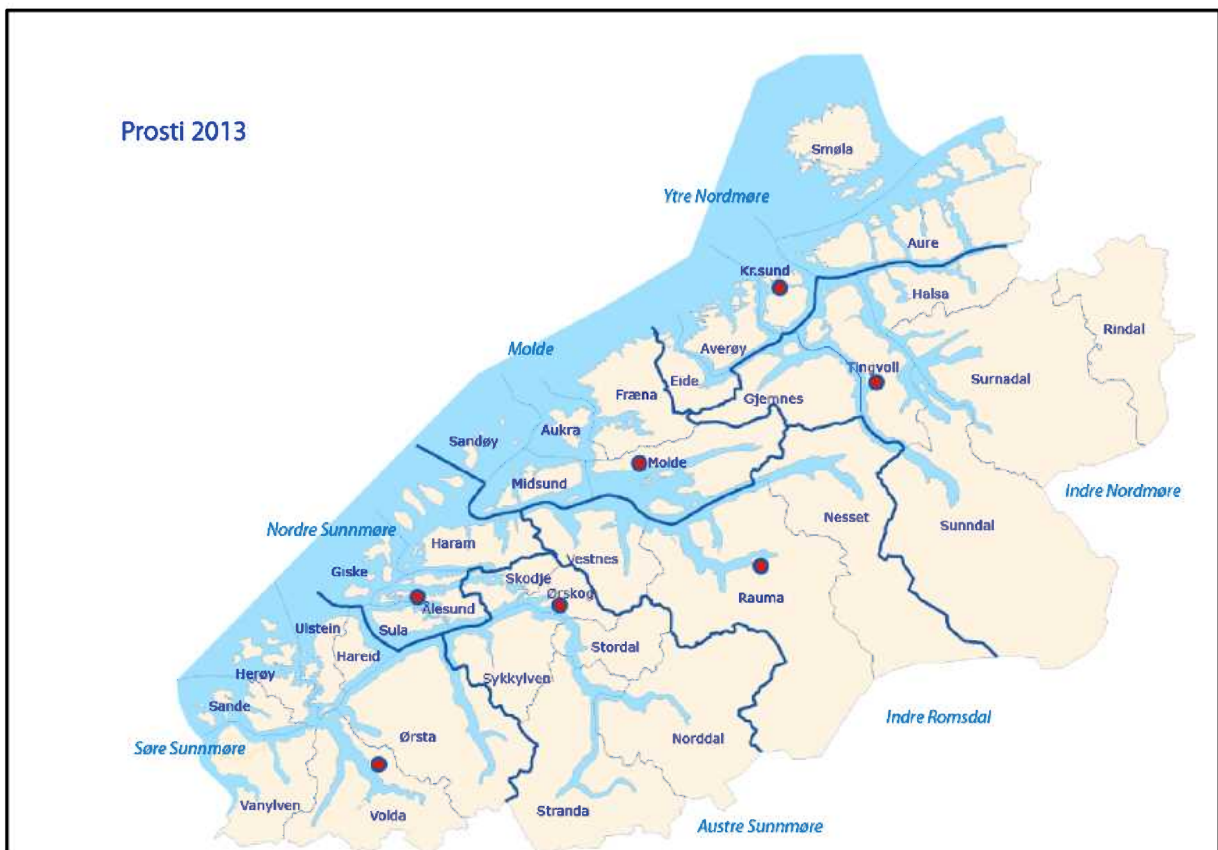 Prosti 2013
Smøla
Ytre Nordmøre
Aure
Kr.sund
Halsa
Rindal
Molde
Averøy
Tingvoll
Eide
Surnadal
Fræna
Gjemnes
Aukra
Sandøy
Molde
Midsund
Indre Nordmøre
Nesset
Sunndal
Nordre Sunnmøre
Haram
Vestnes
Giske
Skodje
Rauma
Ørskog
Ålesund
Ulstein
Sula
Stordal
Hareid
Herøy
Sykkylven
Sande
Indre Romsdal
Ørsta
Norddal
Søre Sunnmøre
Vanylven
Volda
Stranda
Austre Sunnmøre